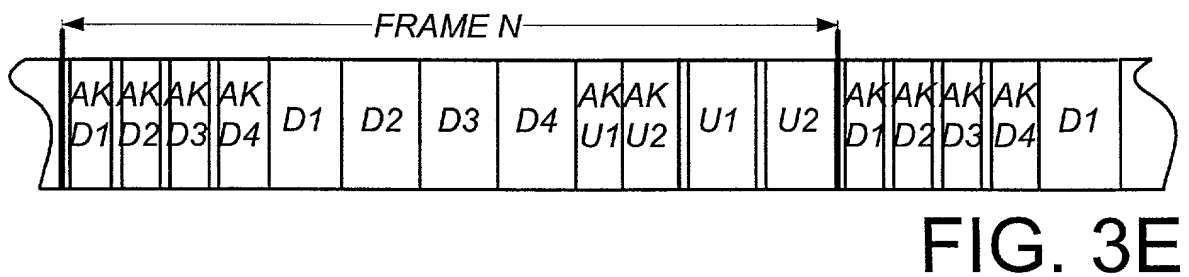 FRAME N
AK AK AK AK D1 D2 D3 D4 AK AK U1 U2 AK AK AK AK D1
D1 D2 D3 D4 U1 U2 D1 D2 D3 D4
FIG. 3E